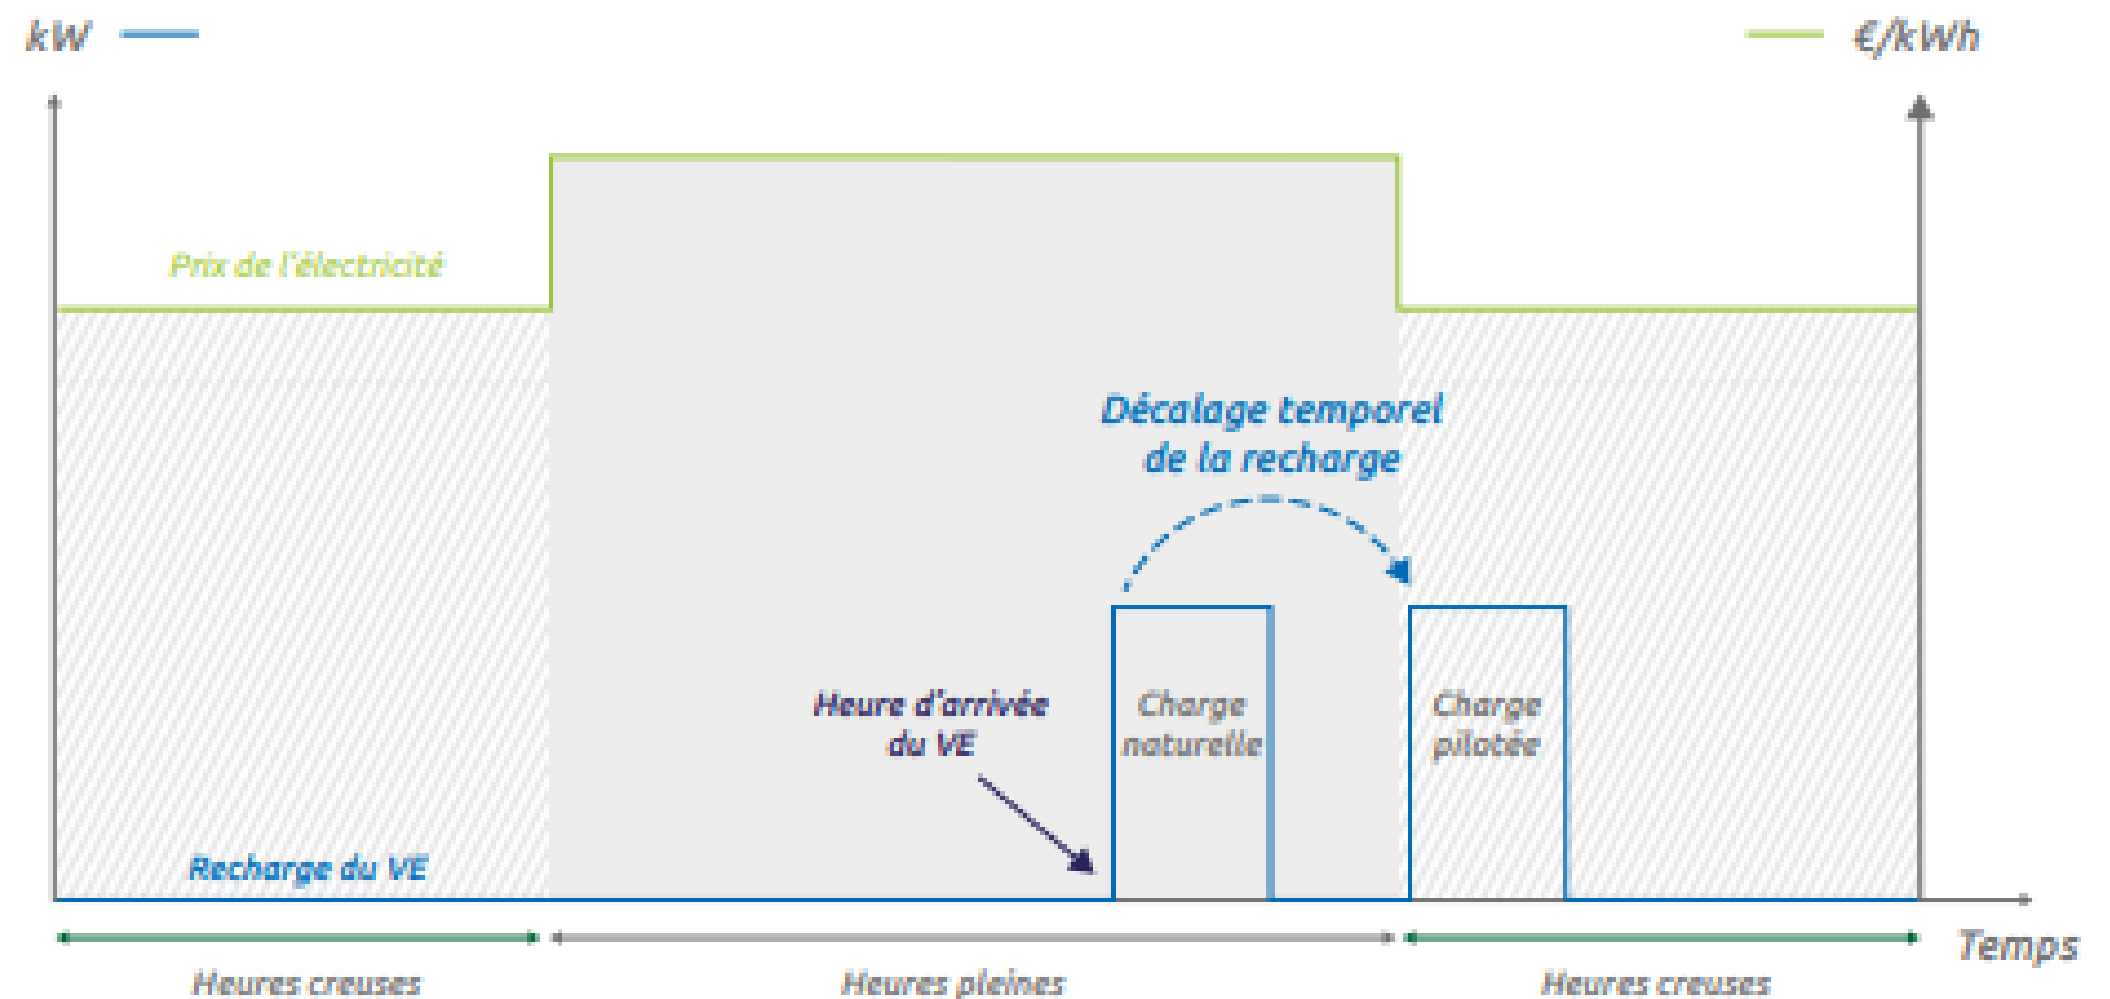 kW
€/kWh
Prix de l'électricité
Décalage temporel
de la recharge
Heure d'arrivée
du VE
Charge
naturelle
Charge
pilotée
Recharge du VE
Temps
Heures creuses
Heures pleines
Heures creuses